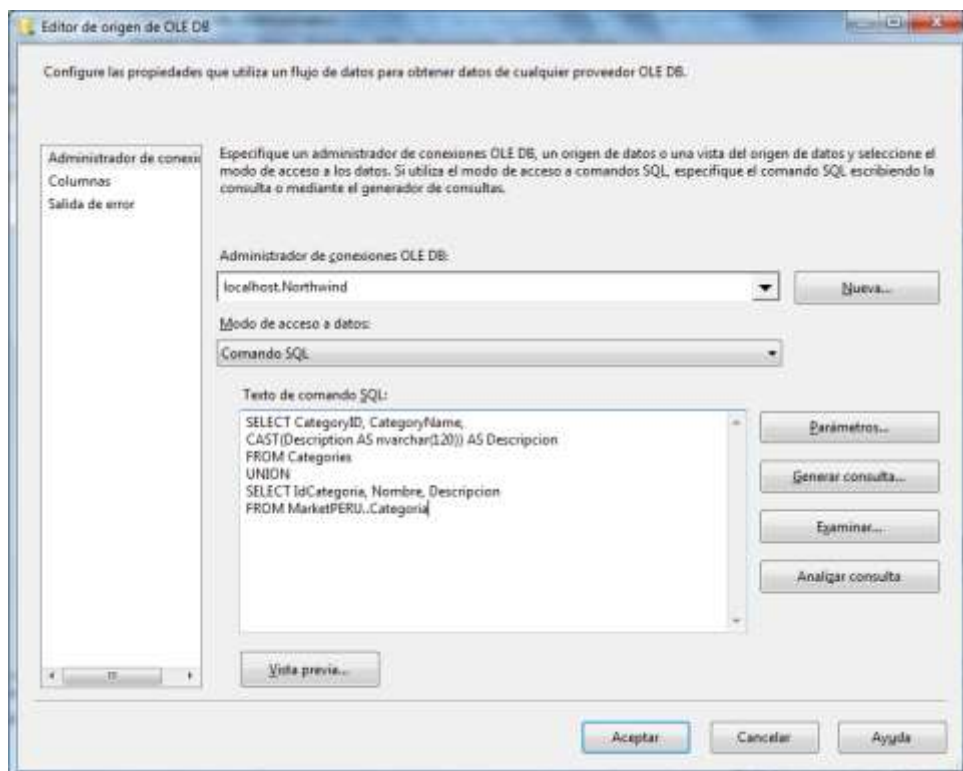 Editor de origen de OLE DB
Configure las propiedades que utiliza un flujo de datos para obtener datos de cualquier proveedor OLE DB.
Administrador de conexi
Columnas
Salida de error
Especifique un administrador de conexiones OLE DB, un origen de datos o una vista del origen de datos y seleccione el
modo de acceso a los datos. Si utiliza el modo de acceso a comandos SQL, especifique el comando SQL escribiendo la
consulta o mediante el generador de consultas.
Administrador de conexiones OLE DB:
localhost.Northwind
Nueva...
Modo de acceso a datos:
Comando SQL
Texto de comando SQL:
SELECT CategoryID, CategoryName,
CAST(Description AS nvarchar(120)) AS Descripcion
FROM Categories
UNION
SELECT IdCategoria, Nombre, Descripcion
FROM MarketPERU..Categoria
Parámetros...
Generar consulta...
Examinar...
Analizar consulta
Vista previa...
Aceptar
Cancelar
Ayuda